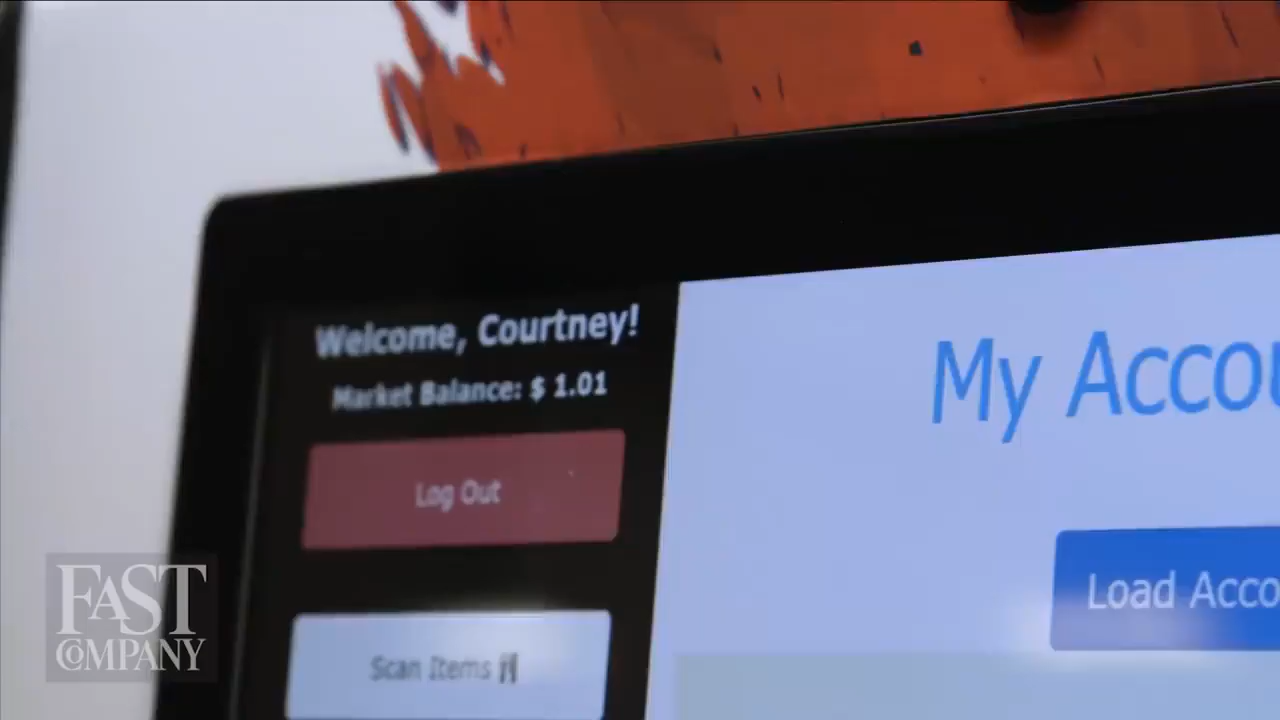 Welcome, Courtney!
Market Balance: $ 1.01
Log Out
Scan Items
My Accou
Load Acco
FAST
COMPANY